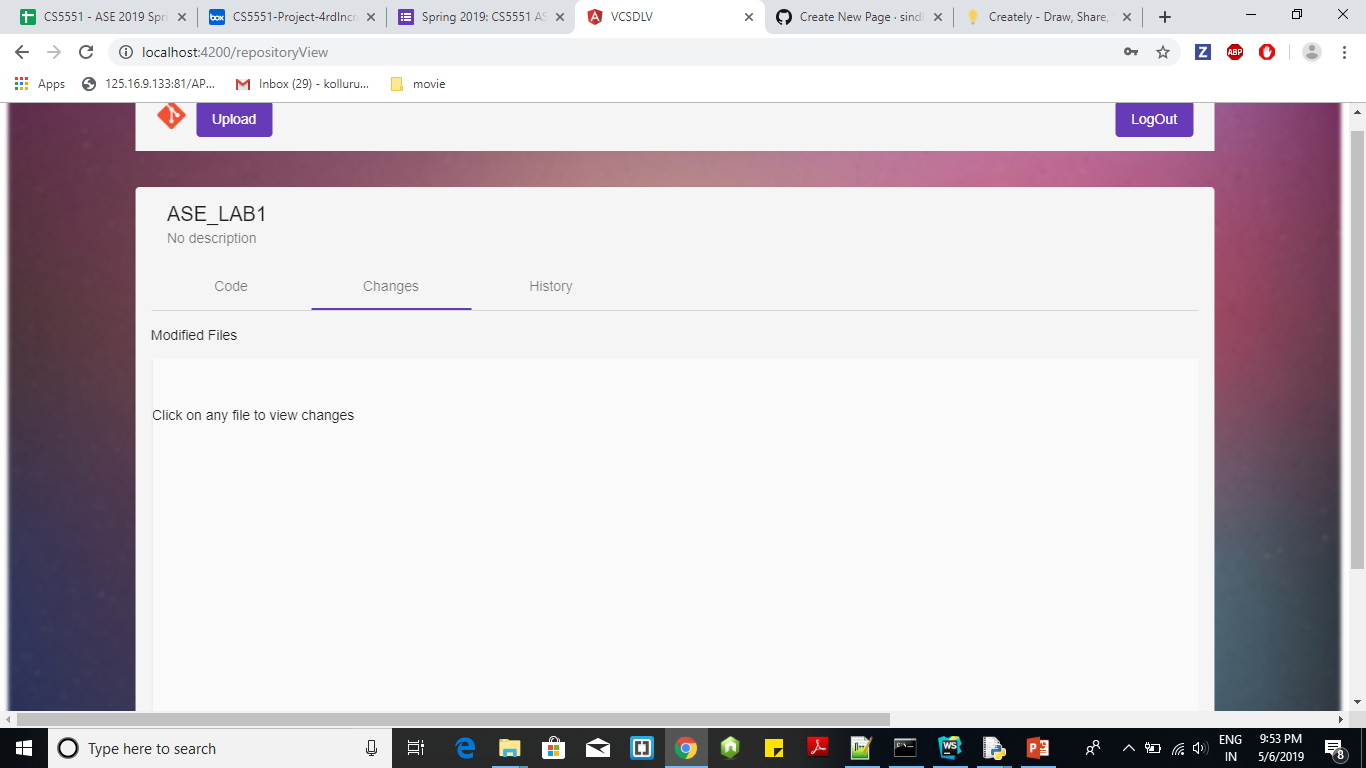 CS5551 - ASE 2019 Spri
CS5551-Project-4rdIncr
Spring 2019: CS5551 AS
VCSDLV
Create New Page · sindh
Creately - Draw, Share,
localhost:4200/repositoryView
Apps
125.16.9.133:81/AP...
Inbox (29) - kolluru...
movie
Upload
LogOut
ASE_LAB1
No description
Code
Changes
History
Modified Files
Click on any file to view changes
Type here to search
ENG
IN
9:53 PM
5/6/2019
8